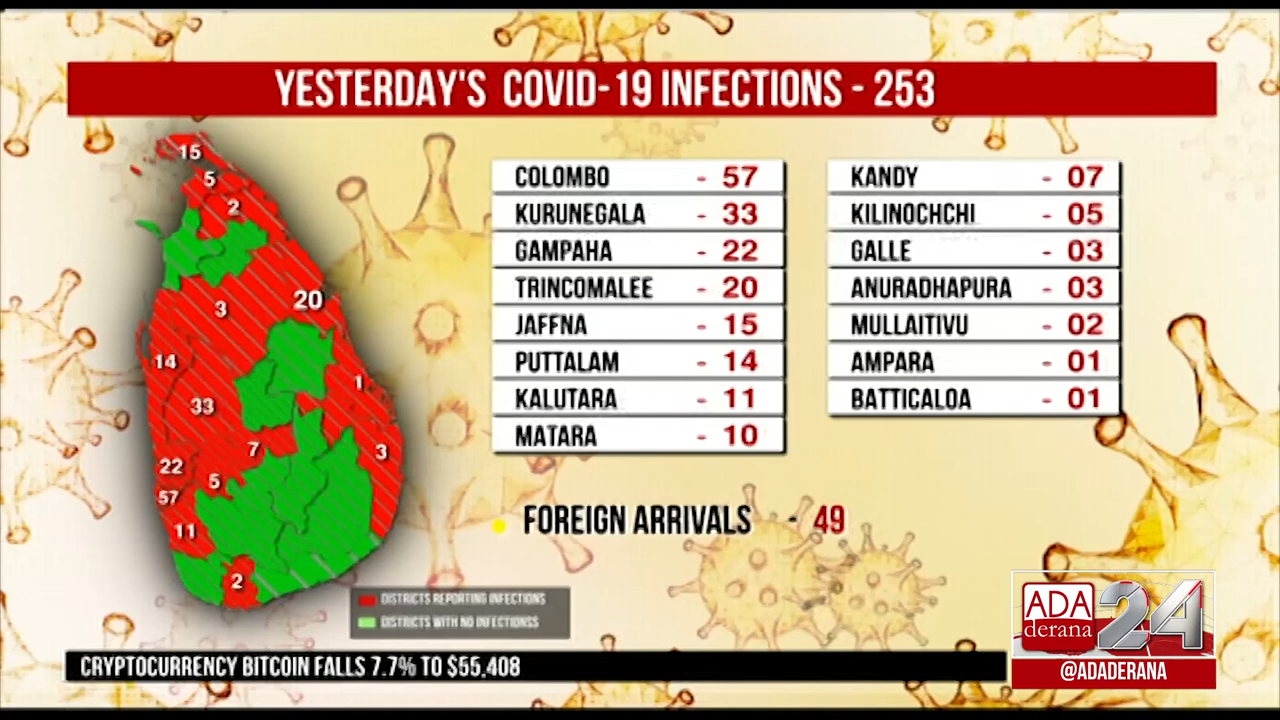 YESTERDAY'S COVID-19 INFECTIONS - 253
15
5
2
3
20
14
1
33
7
3
22
5
57
11
2
COLOMBO - 57
KURUNEGALA - 33
GAMPAHA - 22
TRINCOMALEE - 20
JAFFNA - 15
PUTTALAM - 14
KALUTARA - 11
MATARA - 10
KANDY - 07
KILINOCHCHI - 05
GALLE - 03
ANURADHAPURA - 03
MULLAITIVU - 02
AMPARA - 01
BATTICALOA - 01
FOREIGN ARRIVALS - 49
DISTRICTS REPORTING INFECTIONS
DISTRICTS WITH NO INFECTIONSS
CRYPTOCURRENCY BITCOIN FALLS 7.7% TO $55,408
ADA
derana
24
@ADADERANA